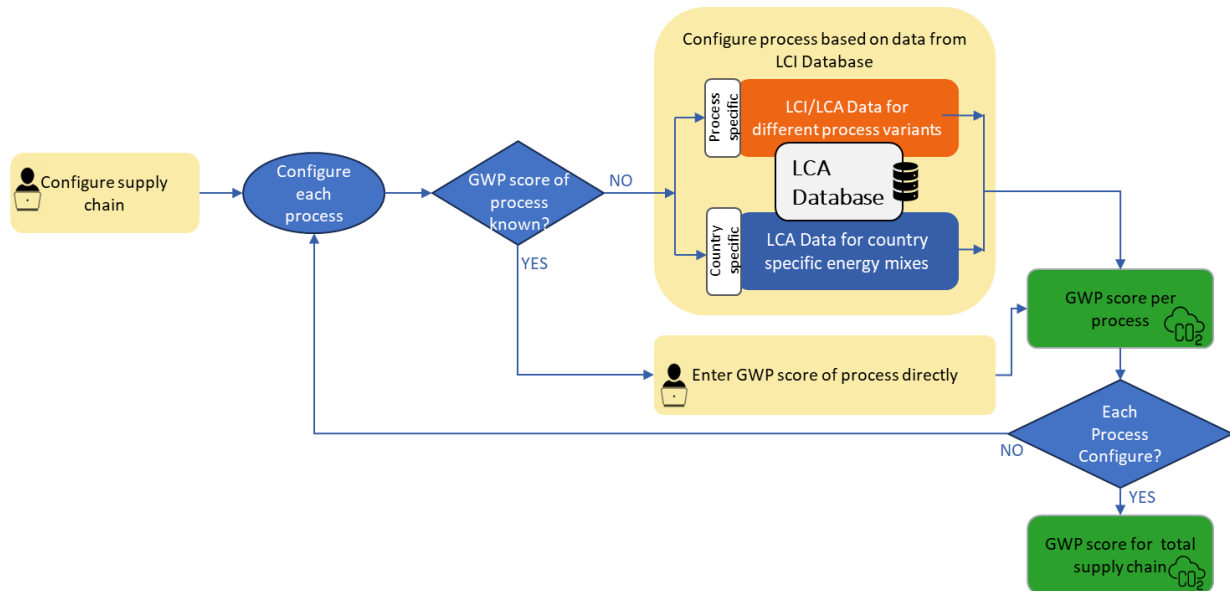 Configure process based on data from
LCI Database
Process
specific
LCI/LCA Data for
different process variants
LCA
Database
Country
specific
LCA Data for country
specific energy mixes
Configure supply
chain
Configure
each
process
GWP score of
process
known?
NO
YES
Enter GWP score of process directly
GWP score per
process
CO2
Each
Process
Configure?
NO
YES
GWP score for total
supply chain
CO2